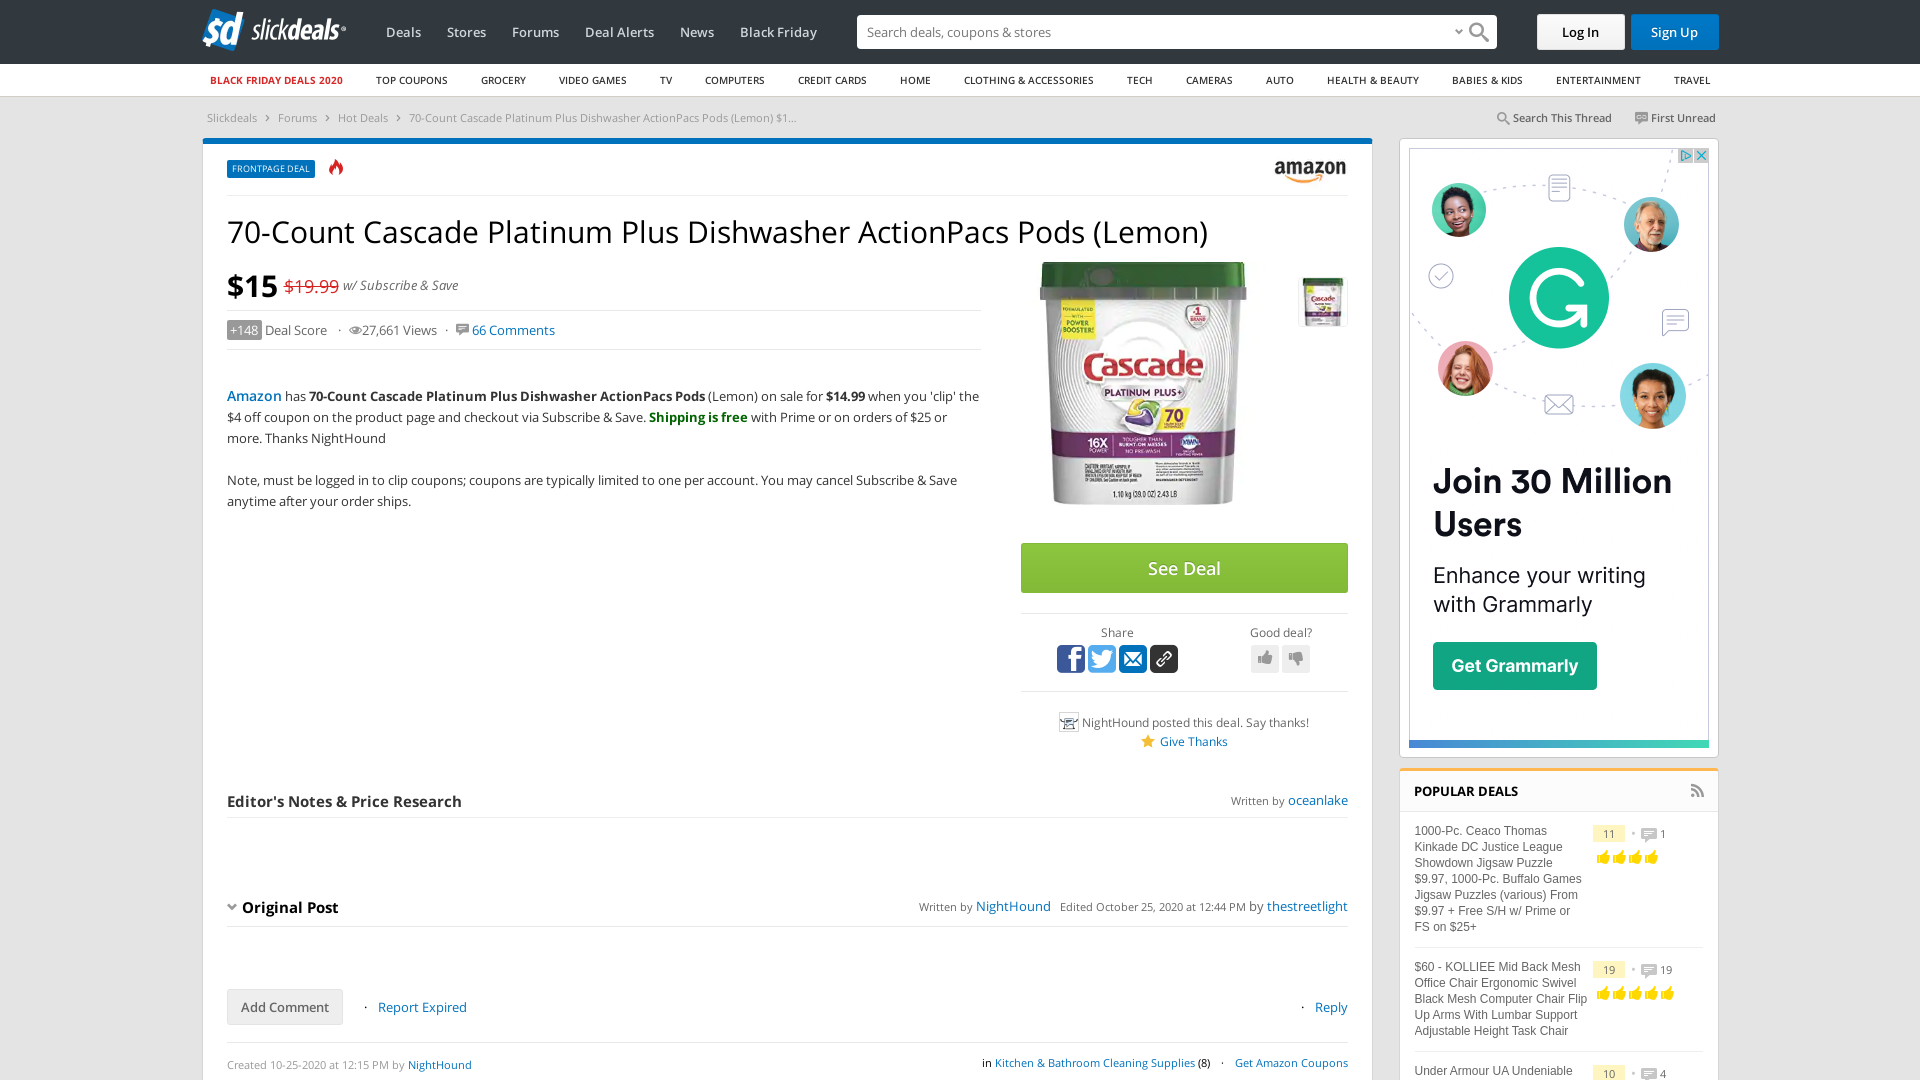 sd slickdeals
Deals Stores Forums Deal Alerts News Black Friday
Search deals, coupons & stores
Log In Sign Up
BLACK FRIDAY DEALS 2020 TOP COUPONS GROCERY VIDEO GAMES TV COMPUTERS CREDIT CARDS HOME CLOTHING & ACCESSORIES TECH CAMERAS AUTO HEALTH & BEAUTY BABIES & KIDS ENTERTAINMENT TRAVEL
Slickdeals › Forums › Hot Deals › 70-Count Cascade Platinum Plus Dishwasher ActionPacs Pods (Lemon) $1...
Search This Thread First Unread
FRONTPAGE DEAL
amazon
70-Count Cascade Platinum Plus Dishwasher ActionPacs Pods (Lemon)
$15 $19.99 w/ Subscribe & Save
+148 Deal Score · 27,661 Views · 66 Comments
Amazon has 70-Count Cascade Platinum Plus Dishwasher ActionPacs Pods (Lemon) on sale for $14.99 when you 'clip' the
$4 off coupon on the product page and checkout via Subscribe & Save. Shipping is free with Prime or on orders of $25 or
more. Thanks NightHound
Note, must be logged in to clip coupons; coupons are typically limited to one per account. You may cancel Subscribe & Save
anytime after your order ships.
FORMULATED
WITH
POWER
BOOSTER!
#1
BRAND
Cascade
PLATINUM PLUS+
70
16X
POWER
TOUGHER THAN
BURNT-ON MESSES
NO PRE-WASH
DAWN
1.10 kg (39.0 OZ) 2.43 LB
Cascade
See Deal
Share
Good deal?
NightHound posted this deal. Say thanks!
Give Thanks
Editor's Notes & Price Research
Written by oceanlake
Original Post
Written by NightHound Edited October 25, 2020 at 12:44 PM by thestreetlight
Add Comment · Report Expired
· Reply
Created 10-25-2020 at 12:15 PM by NightHound
in Kitchen & Bathroom Cleaning Supplies (8) · Get Amazon Coupons
G
Join 30 Million
Users
Enhance your writing
with Grammarly
Get Grammarly
POPULAR DEALS
1000-Pc. Ceaco Thomas
Kinkade DC Justice League
Showdown Jigsaw Puzzle
$9.97, 1000-Pc. Buffalo Games
Jigsaw Puzzles (various) From
$9.97 + Free S/H w/ Prime or
FS on $25+
11 • 1
$60 - KOLLIEE Mid Back Mesh
Office Chair Ergonomic Swivel
Black Mesh Computer Chair Flip
Up Arms With Lumbar Support
Adjustable Height Task Chair
19 • 19
Under Armour UA Undeniable
10 • 4